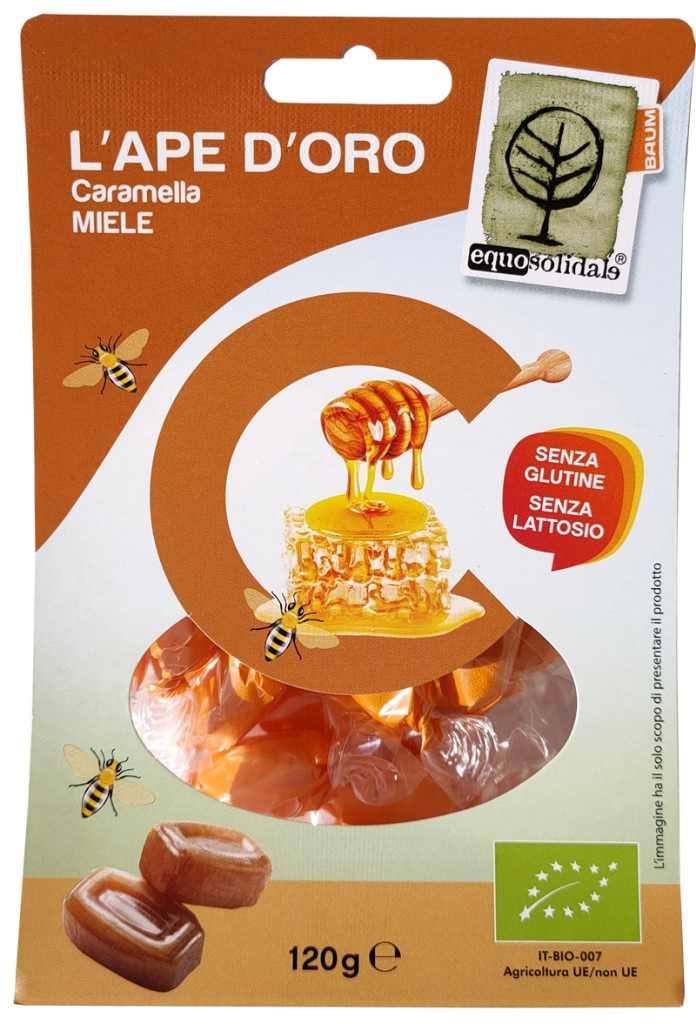 L'APE D'ORO
Caramella
MIELE
BAUM
equosolidale®
SENZA
GLUTINE
SENZA
LATTOSIO
L'immagine ha il solo scopo di presentare il prodotto
120g ℮
IT-BIO-007
Agricoltura UE/non UE